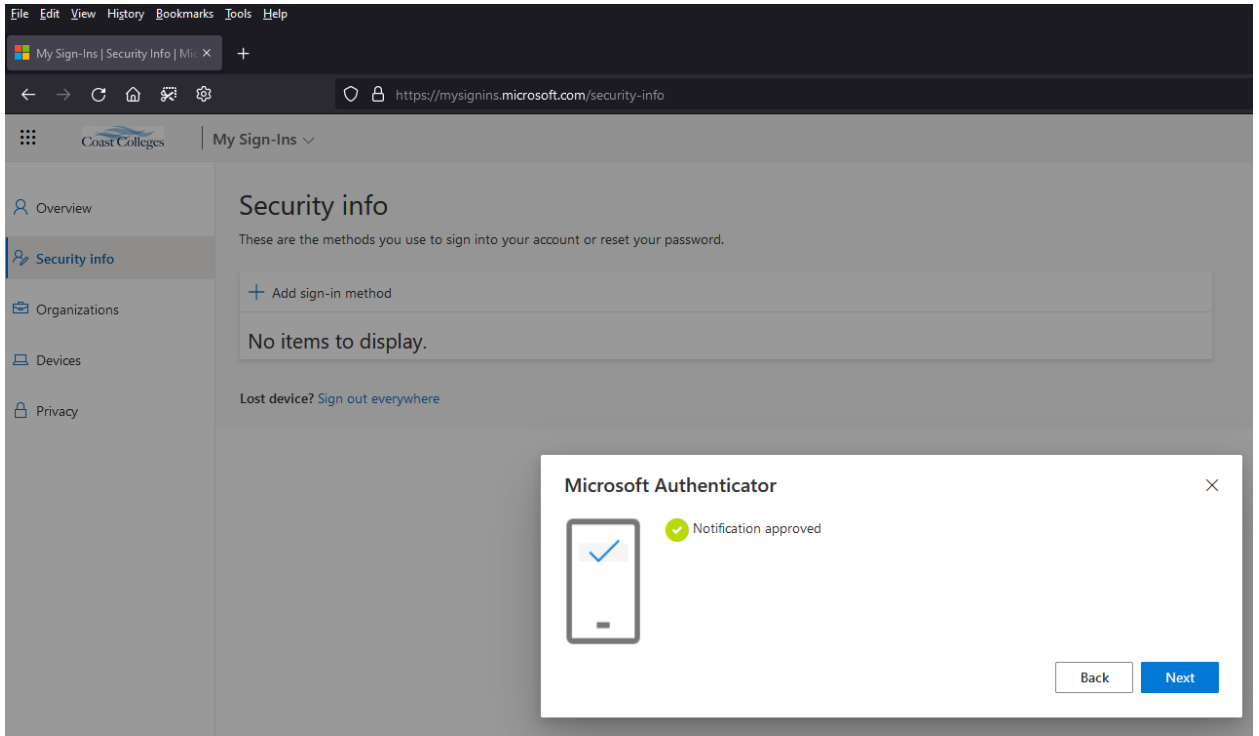 File Edit View History Bookmarks Tools Help
My Sign-Ins | Security Info | Mic
https://mysignins.microsoft.com/security-info
Coast Colleges
My Sign-Ins
Overview
Security info
Organizations
Devices
Privacy
Security info
These are the methods you use to sign into your account or reset your password.
Add sign-in method
No items to display.
Lost device? Sign out everywhere
Microsoft Authenticator
Notification approved
Back Next